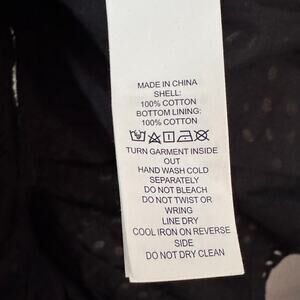 MADE IN CHINA
SHELL:
100% COTTON
BOTTOM LINING:
100% COTTON
TURN GARMENT INSIDE
OUT
HAND WASH COLD
SEPARATELY
DO NOT BLEACH
DO NOT TWIST OR
WRING
LINE DRY
COOL IRON ON REVERSE
SIDE
DO NOT DRY CLEAN